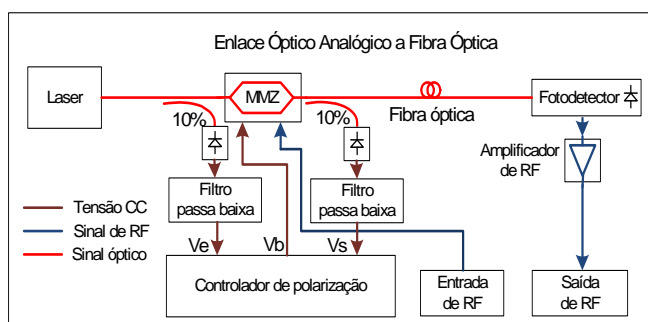 Enlace Óptico Analógico a Fibra Óptica
Laser
MMZ
Fotodetector
10%
10%
Fibra óptica
Amplificador
de RF
Filtro
passa baixa
Filtro
passa baixa
Tensão CC
Sinal de RF
Sinal óptico
Ve
Vb
Vs
Controlador de polarização
Entrada
de RF
Saída
de RF